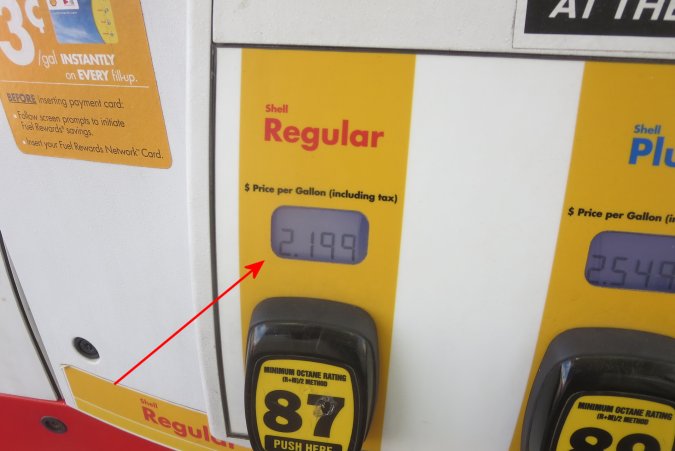 3¢
/gal INSTANTLY
on EVERY fill-up.
BEFORE inserting payment card:
• Follow screen prompts to initiate
Fuel Rewards® savings.
• Insert your Fuel Rewards Network™ Card.
AT THE
Shell
Regular
$ Price per Gallon (including tax)
2.199
MINIMUM OCTANE RATING
(R+M)/2 METHOD
87
PUSH HERE
Shell
Regular
Shell
Plu
$ Price per Gallon (in
2.549
MINIMUM OCTANE RATING
(R+M)/2 METHOD
89